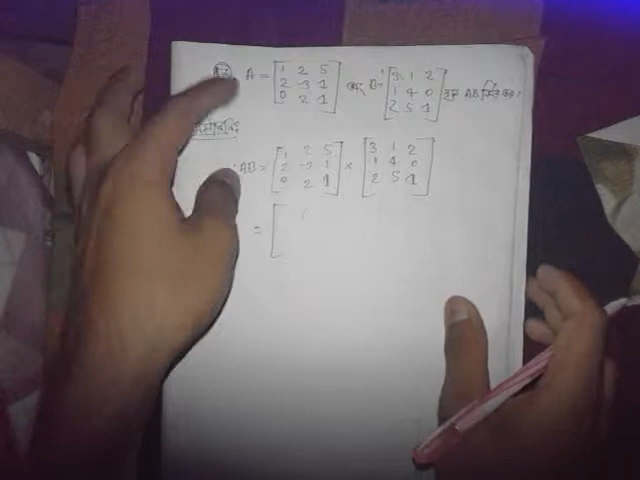 A = [1 2 5
2 -3 1
0 2 1] এবং B = [3 1 2
1 4 0
2 5 1] হলে AB নির্ণয় কর।
AB = [1 2 5
2 -3 1
0 2 1] × [3 1 2
1 4 0
2 5 1]
= [